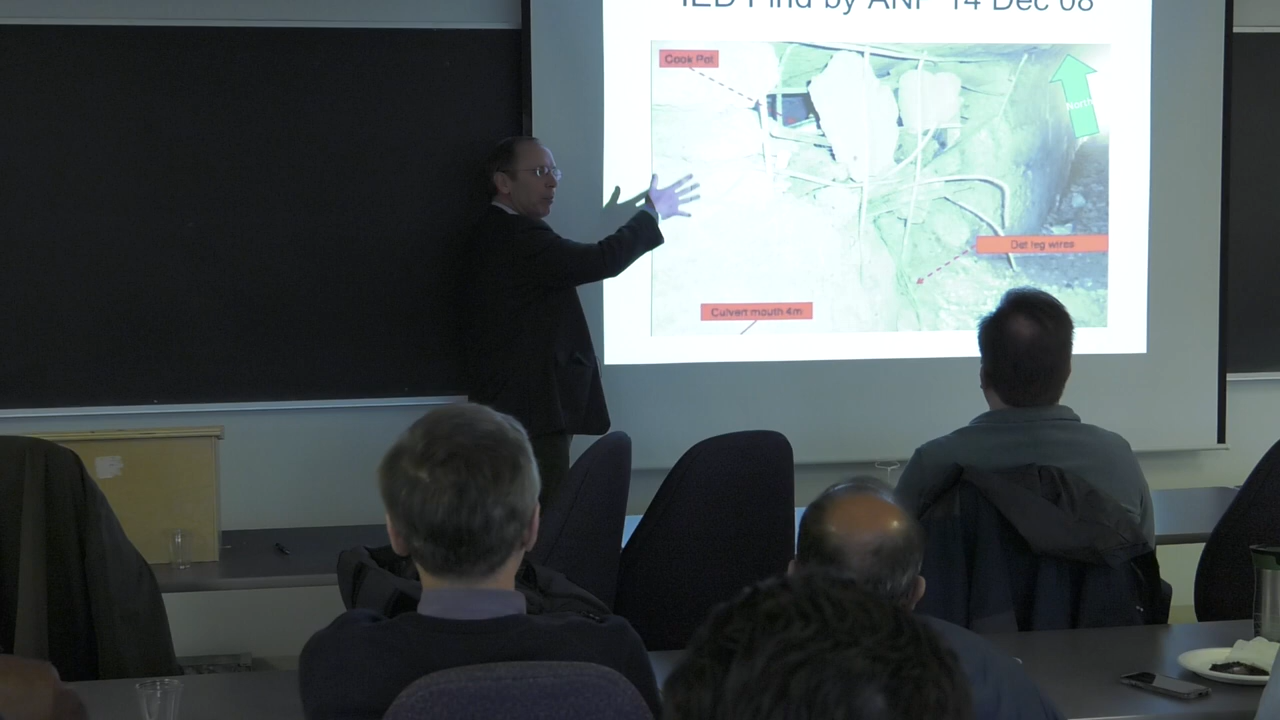 IED Find by ANP 14 Dec 08
Cook Pot
North
Det leg wires
Culvert mouth 4m